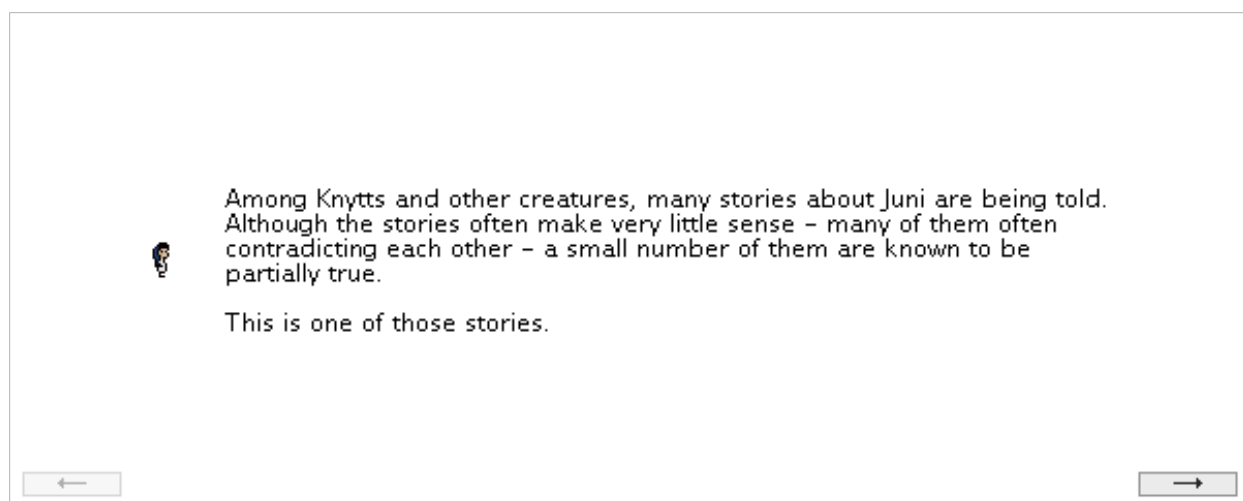 Among Knytts and other creatures, many stories about Juni are being told.
Although the stories often make very little sense – many of them often
contradicting each other – a small number of them are known to be
partially true.
This is one of those stories.